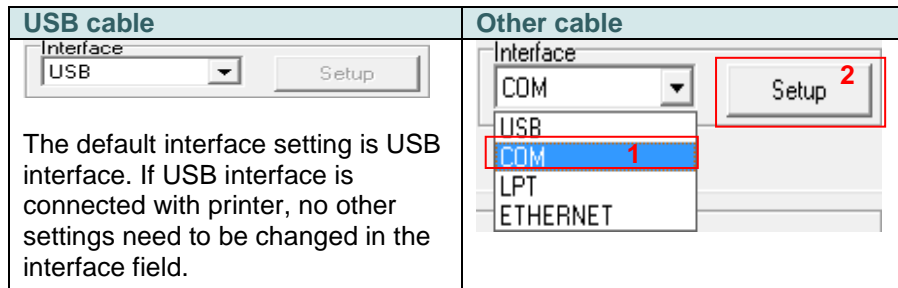 USB cable
Interface
USB
Setup
The default interface setting is USB
interface. If USB interface is
connected with printer, no other
settings need to be changed in the
interface field.
Other cable
Interface
COM
Setup 2
USB
COM 1
LPT
ETHERNET